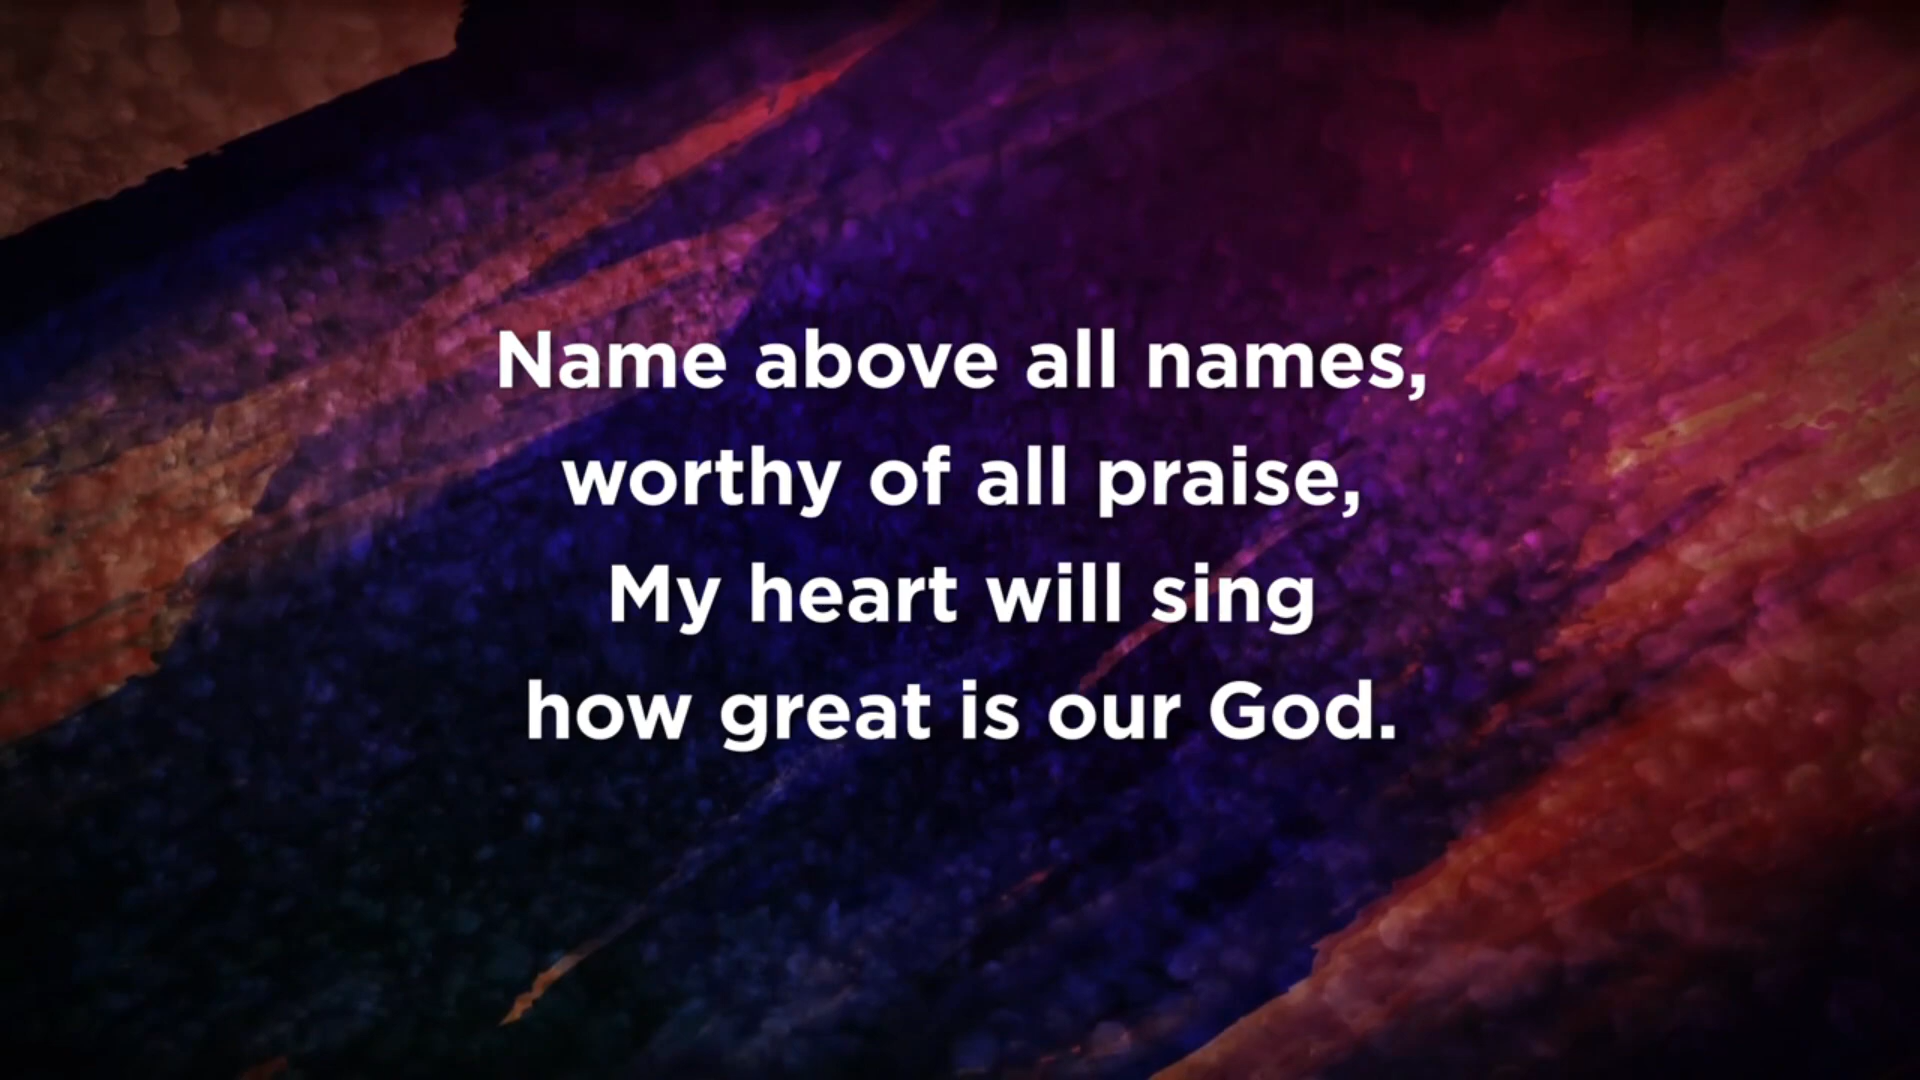 Name above all names,
worthy of all praise,
My heart will sing
how great is our God.